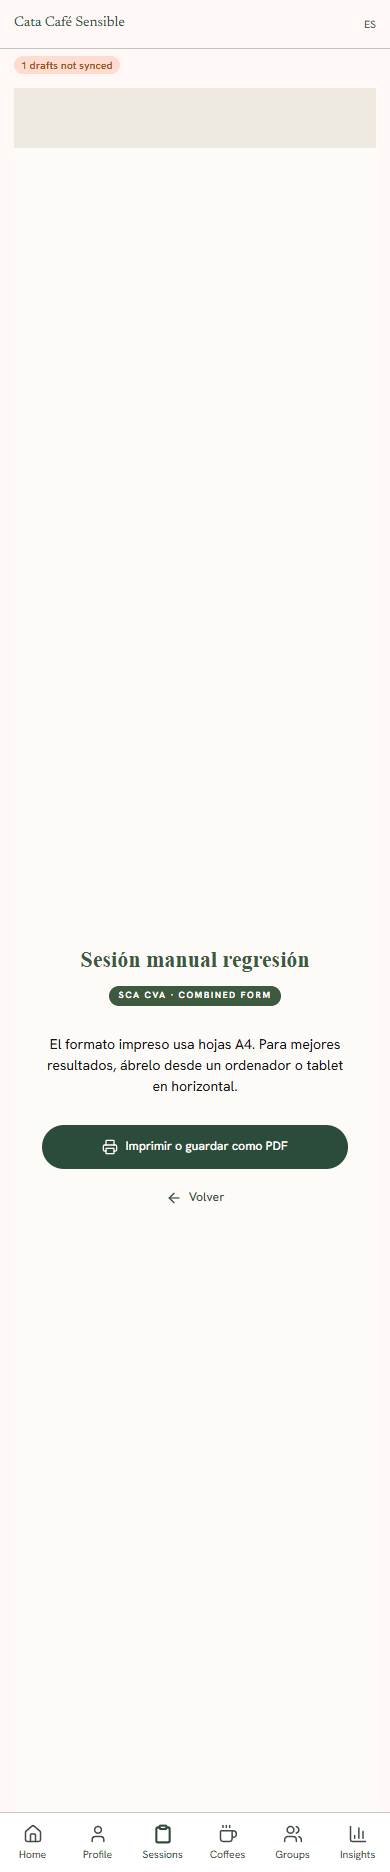 Cata Café Sensible
ES
1 drafts not synced
Sesión manual regresión
SCA CVA · COMBINED FORM
El formato impreso usa hojas A4. Para mejores
resultados, ábrelo desde un ordenador o tablet
en horizontal.
Imprimir o guardar como PDF
Volver
Home
Profile
Sessions
Coffees
Groups
Insights